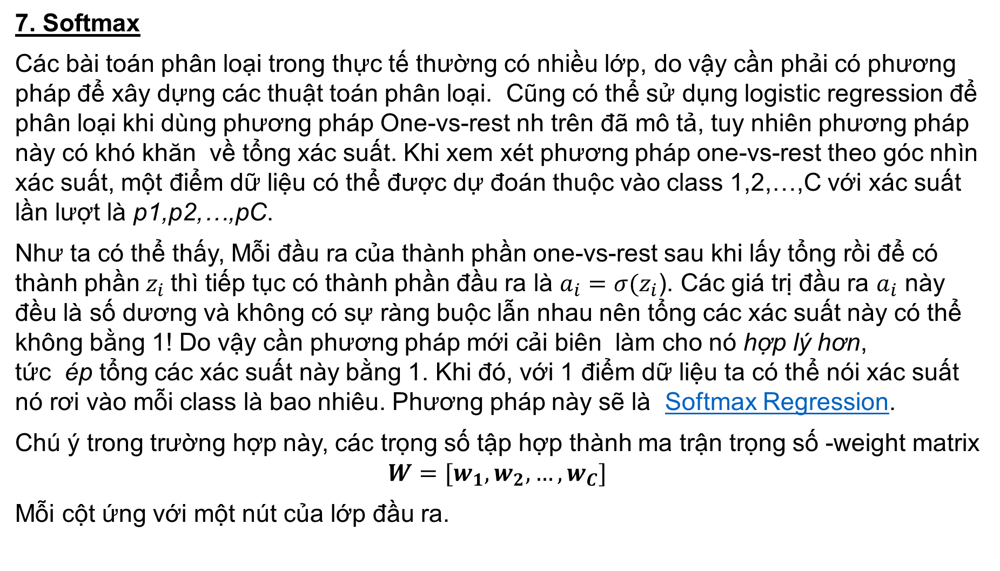 7. Softmax
Các bài toán phân loại trong thực tế thường có nhiều lớp, do vậy cần phải có phương
pháp để xây dựng các thuật toán phân loại.  Cũng có thể sử dụng logistic regression để
phân loại khi dùng phương pháp One-vs-rest nh trên đã mô tả, tuy nhiên phương pháp
này có khó khăn  về tổng xác suất. Khi xem xét phương pháp one-vs-rest theo góc nhìn
xác suất, một điểm dữ liệu có thể được dự đoán thuộc vào class 1,2,…,C với xác suất
lần lượt là p1,p2,…,pC.
Như ta có thể thấy, Mỗi đầu ra của thành phần one-vs-rest sau khi lấy tổng rồi để có
thành phần 𝑧ᵢ thì tiếp tục có thành phần đầu ra là 𝑎ᵢ = 𝜎(𝑧ᵢ). Các giá trị đầu ra 𝑎ᵢ này
đều là số dương và không có sự ràng buộc lẫn nhau nên tổng các xác suất này có thể
không bằng 1! Do vậy cần phương pháp mới cải biên  làm cho nó hợp lý hơn,
tức  ép tổng các xác suất này bằng 1. Khi đó, với 1 điểm dữ liệu ta có thể nói xác suất
nó rơi vào mỗi class là bao nhiêu. Phương pháp này sẽ là  Softmax Regression.
Chú ý trong trường hợp này, các trọng số tập hợp thành ma trận trọng số -weight matrix
𝑾 = [𝒘₁, 𝒘₂, … , 𝒘_𝑪]
Mỗi cột ứng với một nút của lớp đầu ra.